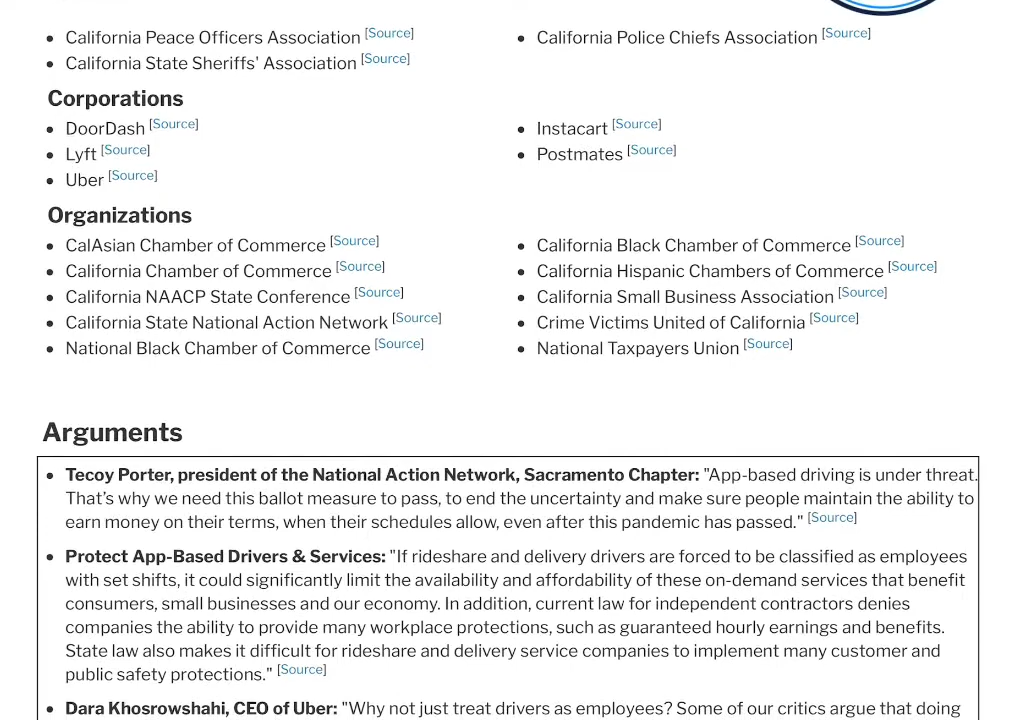 California Peace Officers Association [Source]
California State Sheriffs' Association [Source]
California Police Chiefs Association [Source]
Corporations
DoorDash [Source]
Lyft [Source]
Uber [Source]
Instacart [Source]
Postmates [Source]
Organizations
CalAsian Chamber of Commerce [Source]
California Chamber of Commerce [Source]
California NAACP State Conference [Source]
California State National Action Network [Source]
National Black Chamber of Commerce [Source]
California Black Chamber of Commerce [Source]
California Hispanic Chambers of Commerce [Source]
California Small Business Association [Source]
Crime Victims United of California [Source]
National Taxpayers Union [Source]
Arguments
Tecoy Porter, president of the National Action Network, Sacramento Chapter: "App-based driving is under threat.
That’s why we need this ballot measure to pass, to end the uncertainty and make sure people maintain the ability to
earn money on their terms, when their schedules allow, even after this pandemic has passed." [Source]
Protect App-Based Drivers & Services: "If rideshare and delivery drivers are forced to be classified as employees
with set shifts, it could significantly limit the availability and affordability of these on-demand services that benefit
consumers, small businesses and our economy. In addition, current law for independent contractors denies
companies the ability to provide many workplace protections, such as guaranteed hourly earnings and benefits.
State law also makes it difficult for rideshare and delivery service companies to implement many customer and
public safety protections." [Source]
Dara Khosrowshahi, CEO of Uber: "Why not just treat drivers as employees? Some of our critics argue that doing